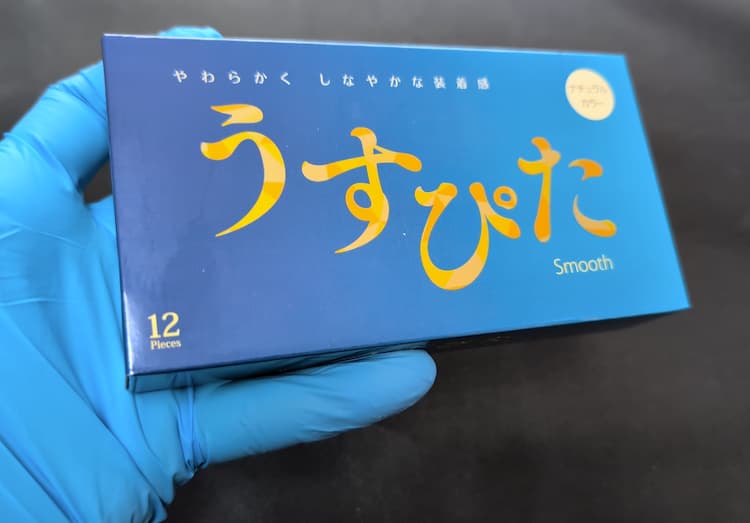 やわらかく しなやかな装着感
ナチュラル
カラー
うすぴた
Smooth
12
Pieces